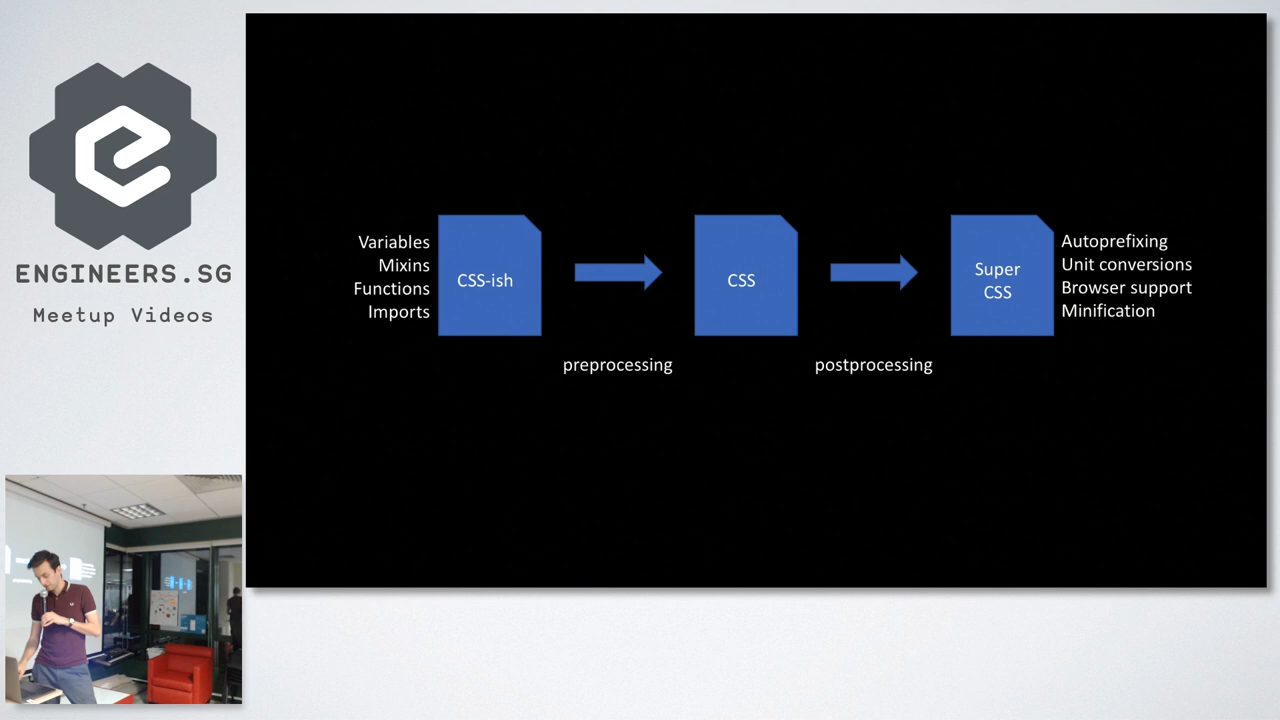 ENGINEERS.SG
Meetup Videos
Variables
Mixins
Functions
Imports
CSS-ish
preprocessing
CSS
postprocessing
Super
CSS
Autoprefixing
Unit conversions
Browser support
Minification